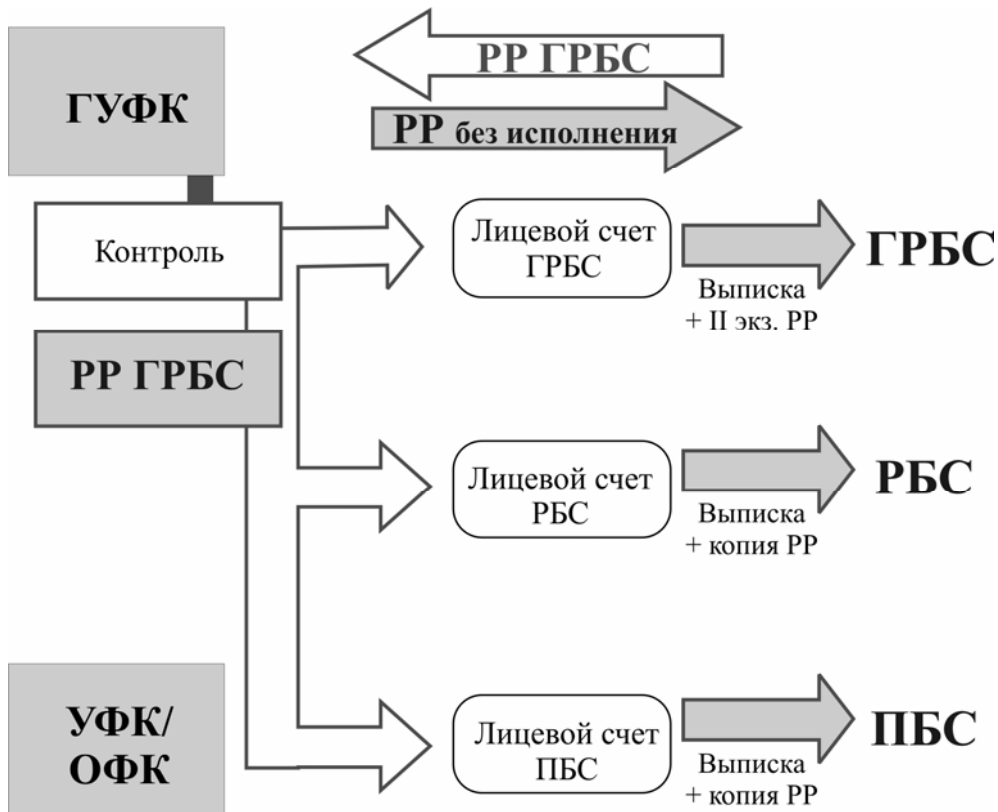 ГУФК
РР ГРБС
РР без исполнения
Контроль
Лицевой счет
ГРБС
Выписка
+ II экз. РР
ГРБС
РР ГРБС
Лицевой счет
РБС
Выписка
+ копия РР
РБС
УФК/
ОФК
Лицевой счет
ПБС
Выписка
+ копия РР
ПБС